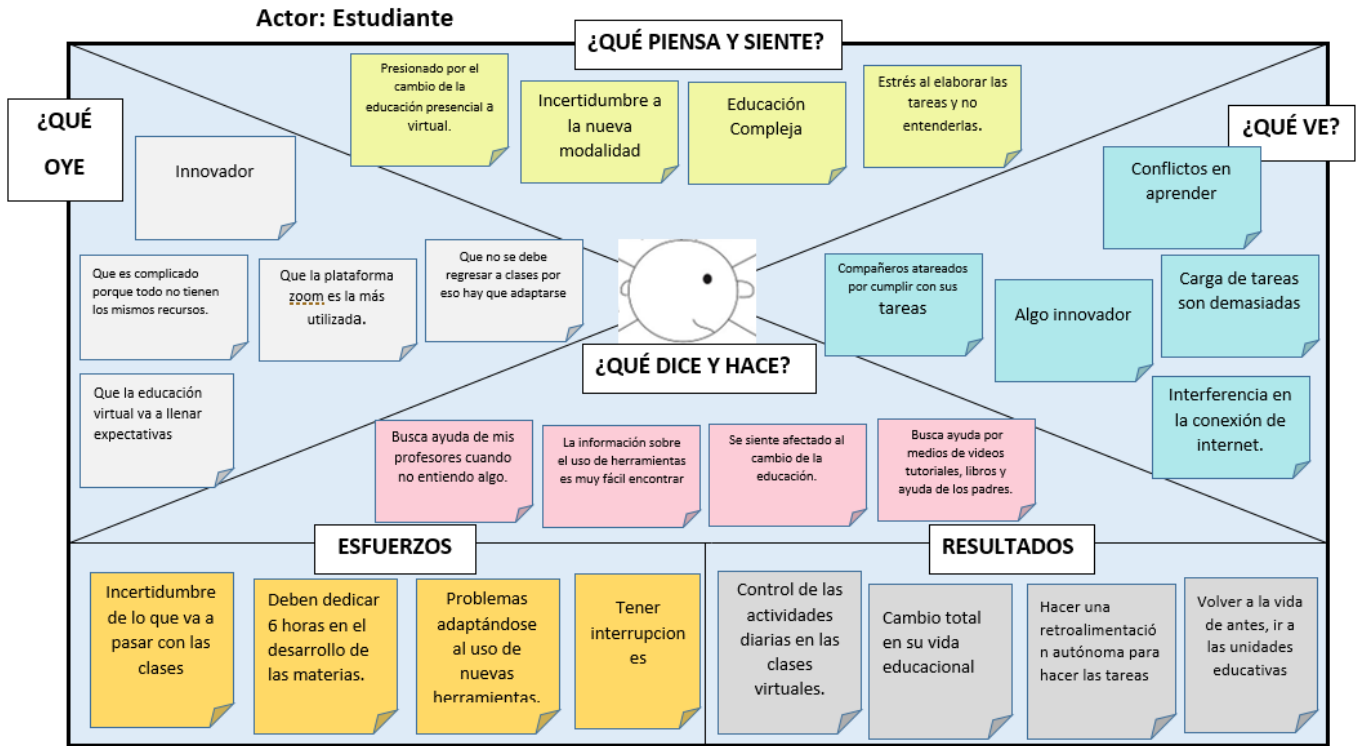 Actor: Estudiante
¿QUÉ PIENSA Y SIENTE?
Presionado por el
cambio de la
educación presencial a
virtual.
Incertidumbre a
la nueva
modalidad
Educación
Compleja
Estrés al elaborar las
tareas y no
entenderlas.
¿QUÉ
OYE
Innovador
Que es complicado
porque todo no tienen
los mismos recursos.
Que la plataforma
zoom es la más
utilizada.
Que no se debe
regresar a clases por
eso hay que adaptarse
Que la educación
virtual va a llenar
expectativas
¿QUÉ VE?
Conflictos en
aprender
Compañeros atareados
por cumplir con sus
tareas
Algo innovador
Carga de tareas
son demasiadas
Interferencia en
la conexión de
internet.
¿QUÉ DICE Y HACE?
Busca ayuda de mis
profesores cuando
no entiendo algo.
La información sobre
el uso de herramientas
es muy fácil encontrar
Se siente afectado al
cambio de la
educación.
Busca ayuda por
medios de videos
tutoriales, libros y
ayuda de los padres.
ESFUERZOS
Incertidumbre
de lo que va a
pasar con las
clases
Deben dedicar
6 horas en el
desarrollo de
las materias.
Problemas
adaptándose
al uso de
nuevas
herramientas.
Tener
interrupcion
es
RESULTADOS
Control de las
actividades
diarias en las
clases
virtuales.
Cambio total
en su vida
educacional
Hacer una
retroalimentació
n autónoma para
hacer las tareas
Volver a la vida
de antes, ir a
las unidades
educativas